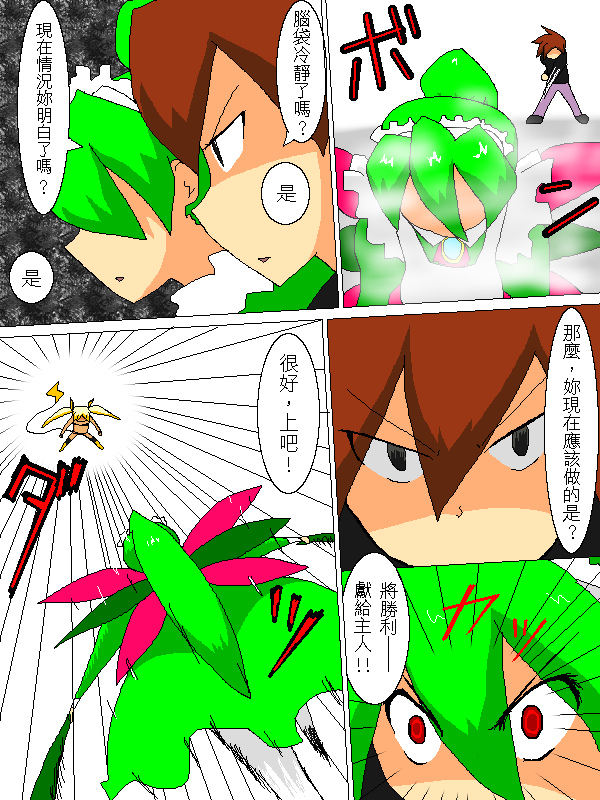 ボ
ー
腦袋冷靜了嗎？
是
現在情況妳明白了嗎？
是
那麼，妳現在應該做的是？
將勝利──
獻給主人!!
カ
ッ
很好，上吧！
ダ
ッ